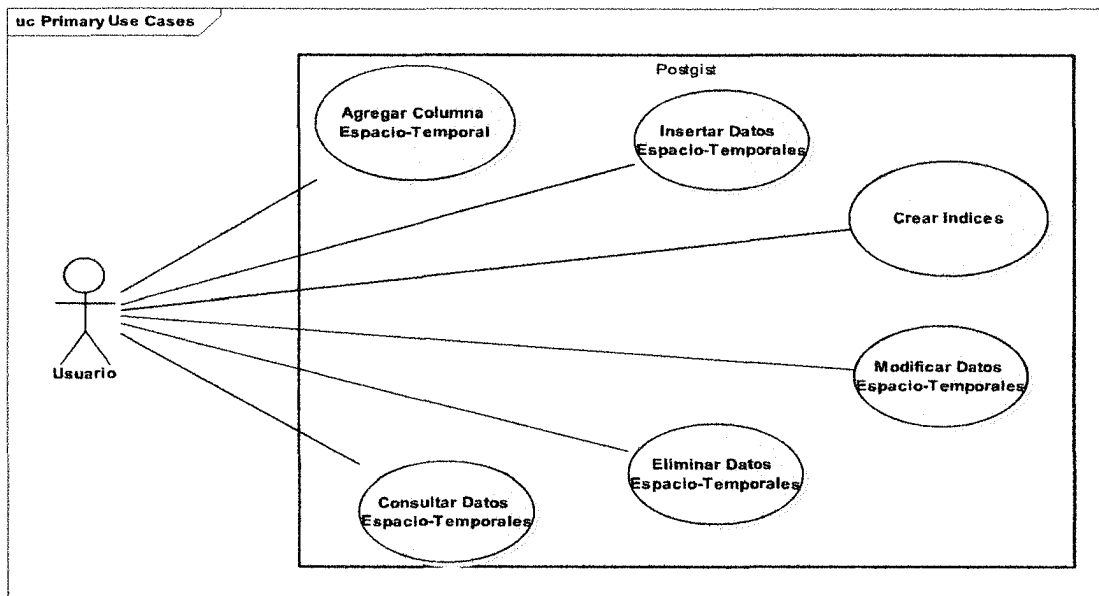 uc Primary Use Cases
Postgist
Agregar Columna
Espacio-Temporal
Insertar Datos
Espacio-Temporales
Crear Indices
Usuario
Modificar Datos
Espacio-Temporales
Eliminar Datos
Espacio-Temporales
Consultar Datos
Espacio-Temporales